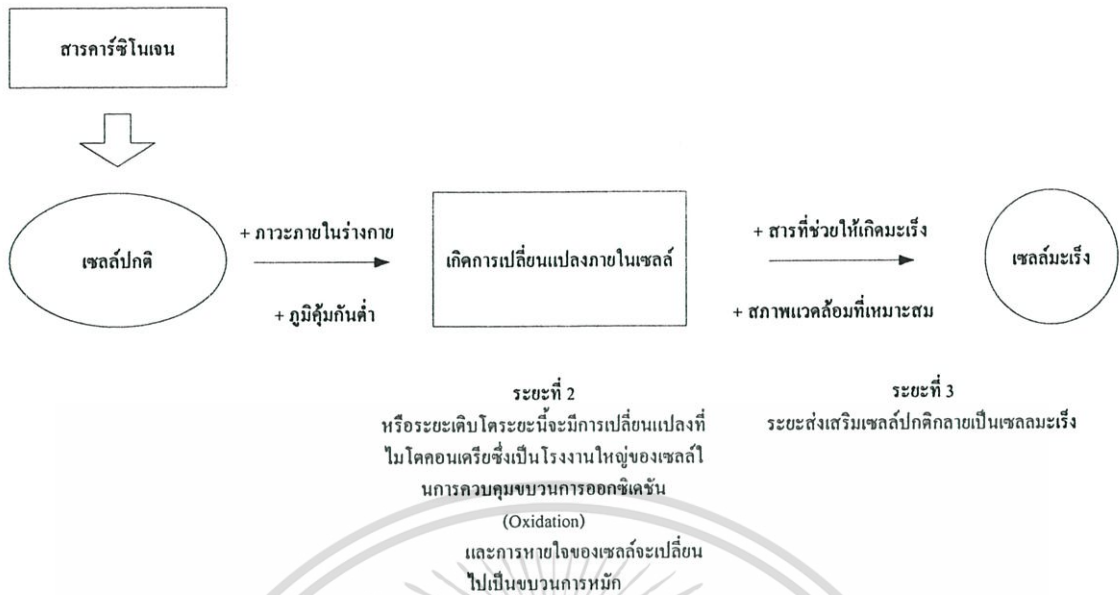 สารคาร์ซิโนเจน
เซลล์ปกติ
+ ภาวะภายในร่างกาย
+ ภูมิคุ้มกันต่ำ
เกิดการเปลี่ยนแปลงภายในเซลล์
+ สารที่ช่วยให้เกิดมะเร็ง
+ สภาพแวดล้อมที่เหมาะสม
เซลล์มะเร็ง
ระยะที่ 2
หรือระยะเติบโตระยะนี้จะมีการเปลี่ยนแปลงที่
ไมโตคอนเดรียซึ่งเป็นโรงงานใหญ่ของเซลล์ใ
นการควบคุมขบวนการออกซิเดชัน
(Oxidation)
และการหายใจของเซลล์จะเปลี่ยน
ไปเป็นขบวนการหมัก
ระยะที่ 3
ระยะส่งเสริมเซลล์ปกติกลายเป็นเซลลมะเร็ง